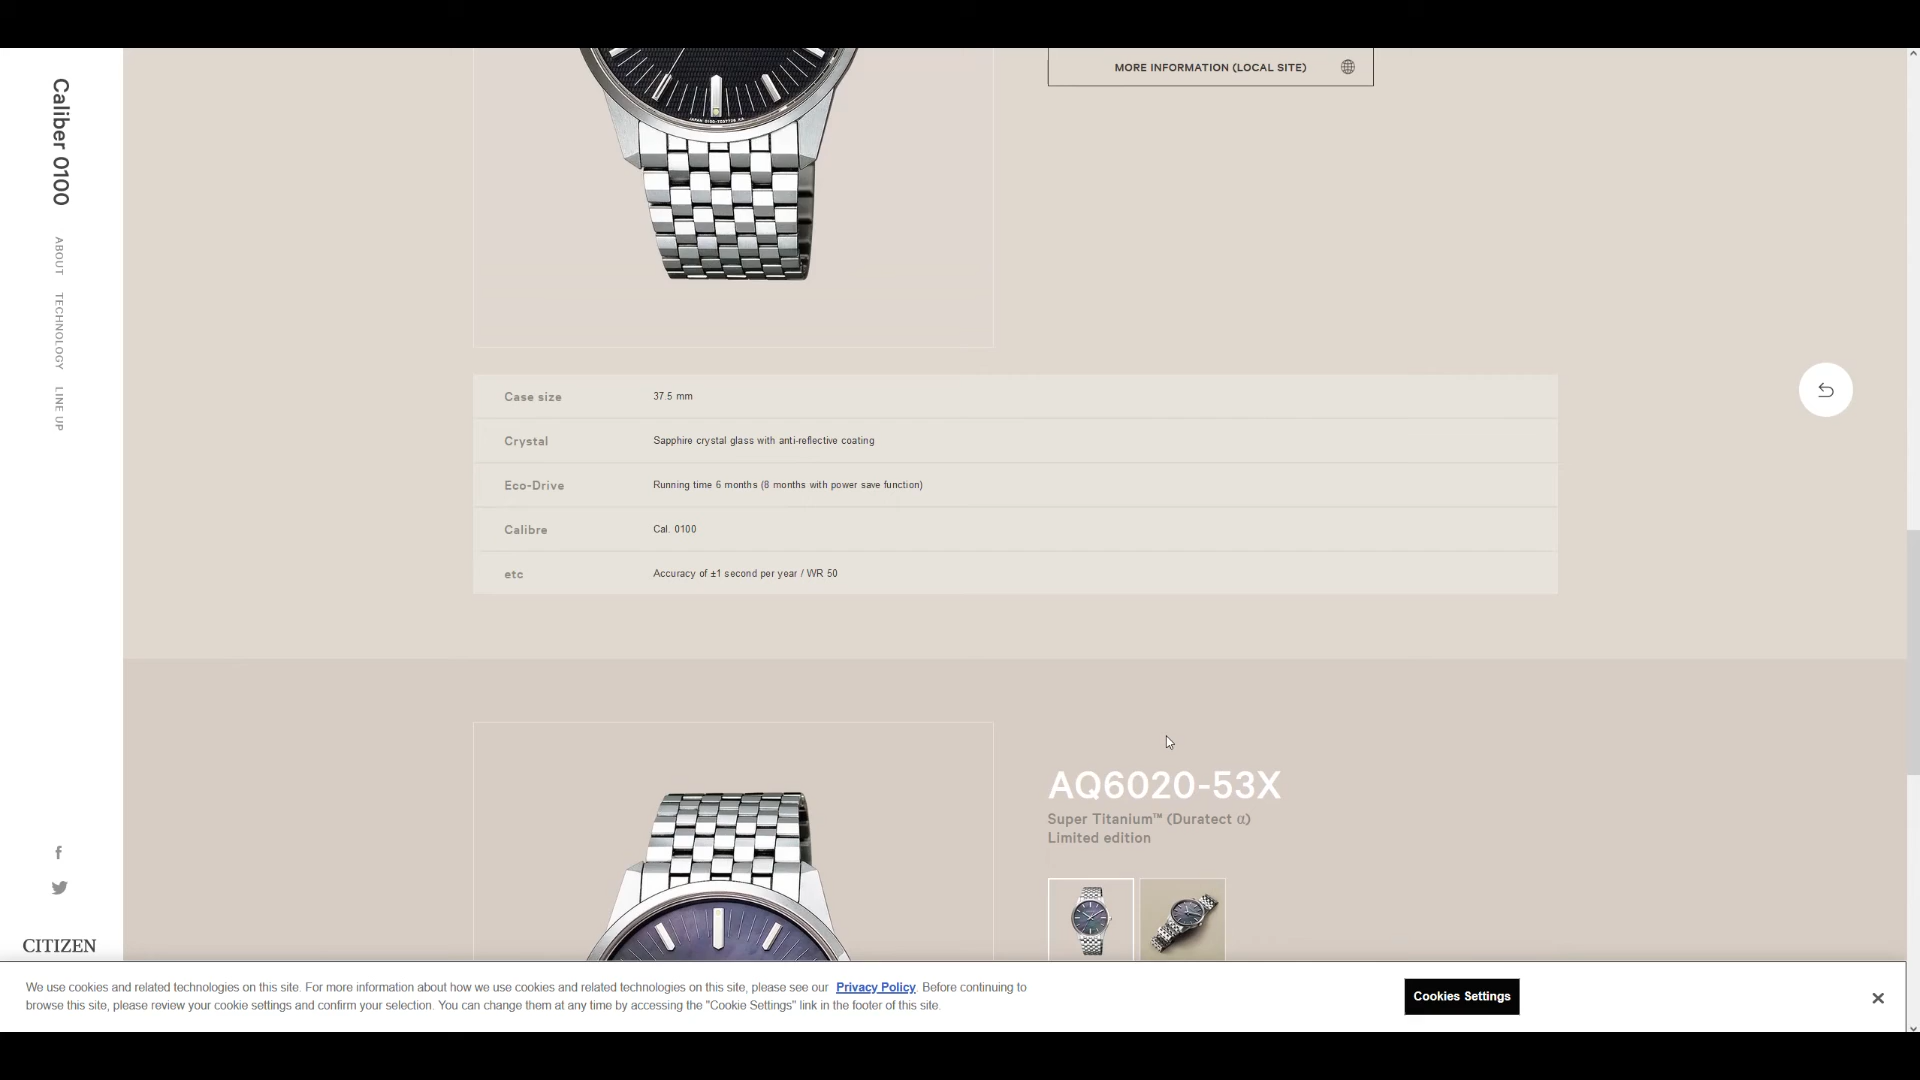 Caliber 0100
ABOUT
TECHNOLOGY
LINE UP
CITIZEN
MORE INFORMATION (LOCAL SITE)
Case size 37.5 mm
Crystal Sapphire crystal glass with anti-reflective coating
Eco-Drive Running time 6 months (8 months with power save function)
Calibre Cal. 0100
etc Accuracy of ±1 second per year / WR 50
AQ6020-53X
Super Titanium™ (Duratect α)
Limited edition
We use cookies and related technologies on this site. For more information about how we use cookies and related technologies on this site, please see our Privacy Policy. Before continuing to
browse this site, please review your cookie settings and confirm your selection. You can change them at any time by accessing the "Cookie Settings" link in the footer of this site.
Cookies Settings